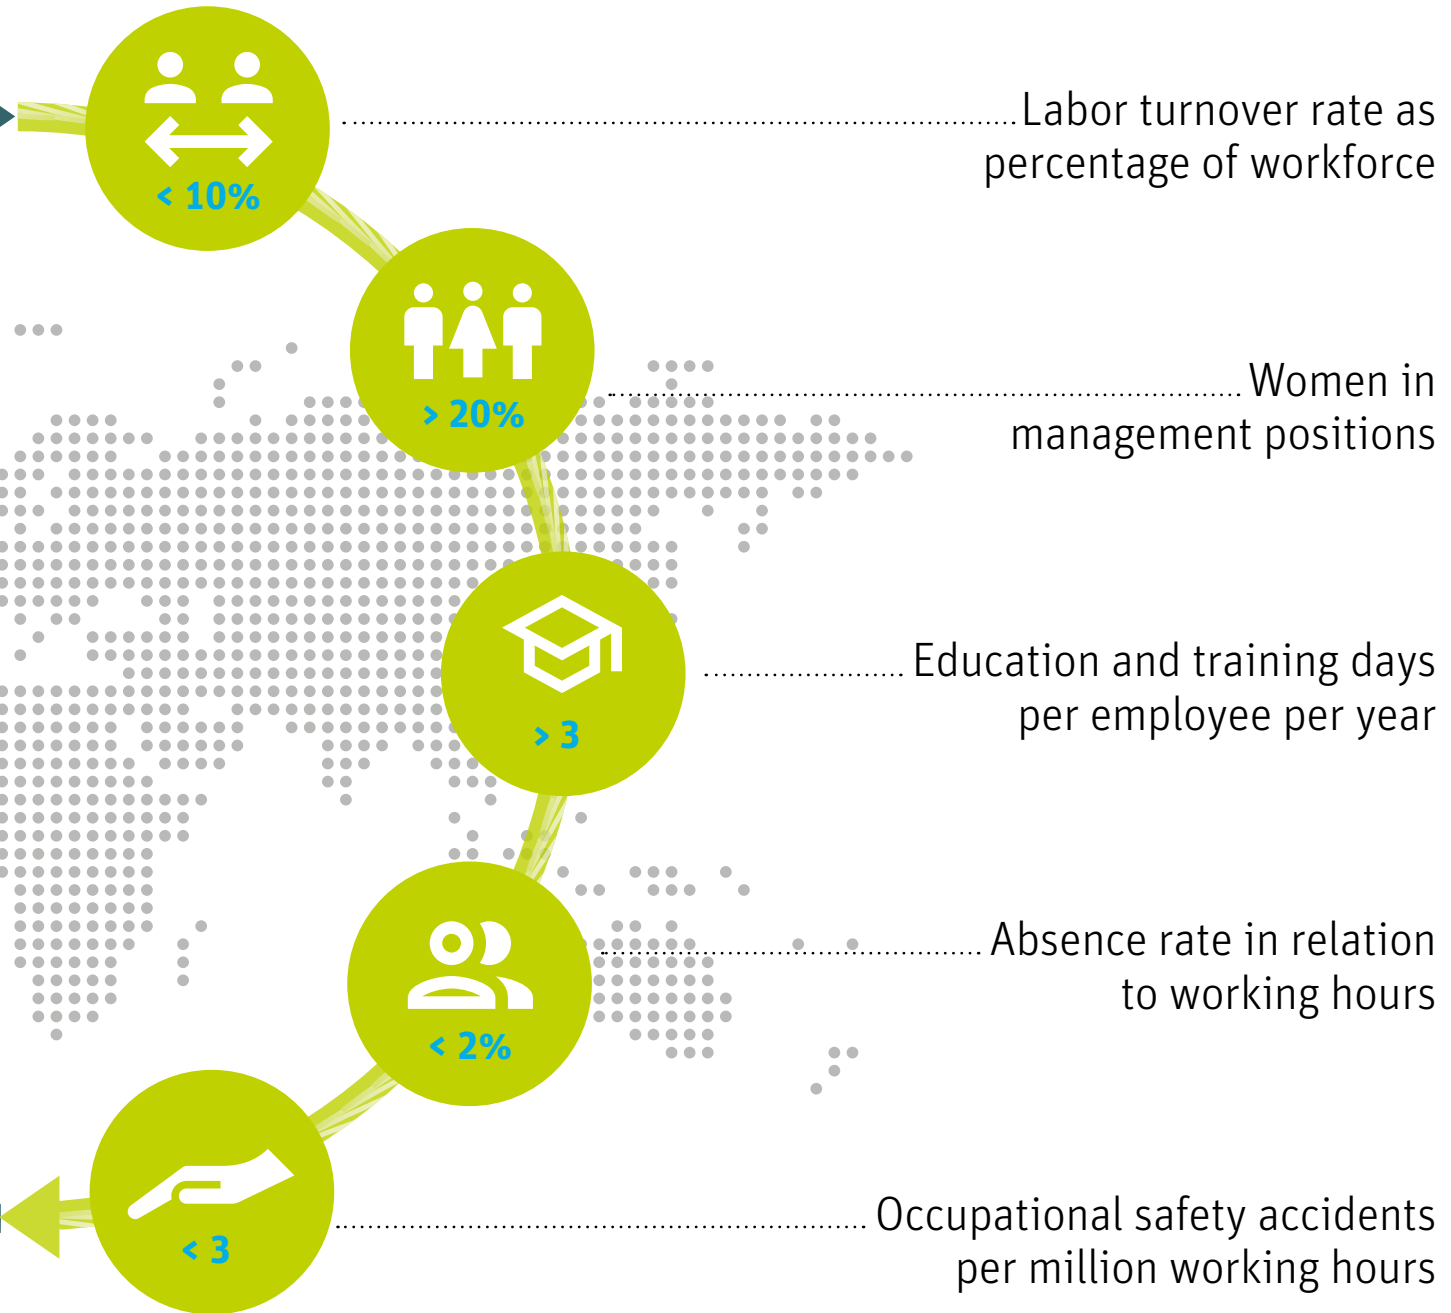 Labor turnover rate as
percentage of workforce
< 10%
Women in
management positions
> 20%
Education and training days
per employee per year
> 3
Absence rate in relation
to working hours
< 2%
Occupational safety accidents
per million working hours
< 3